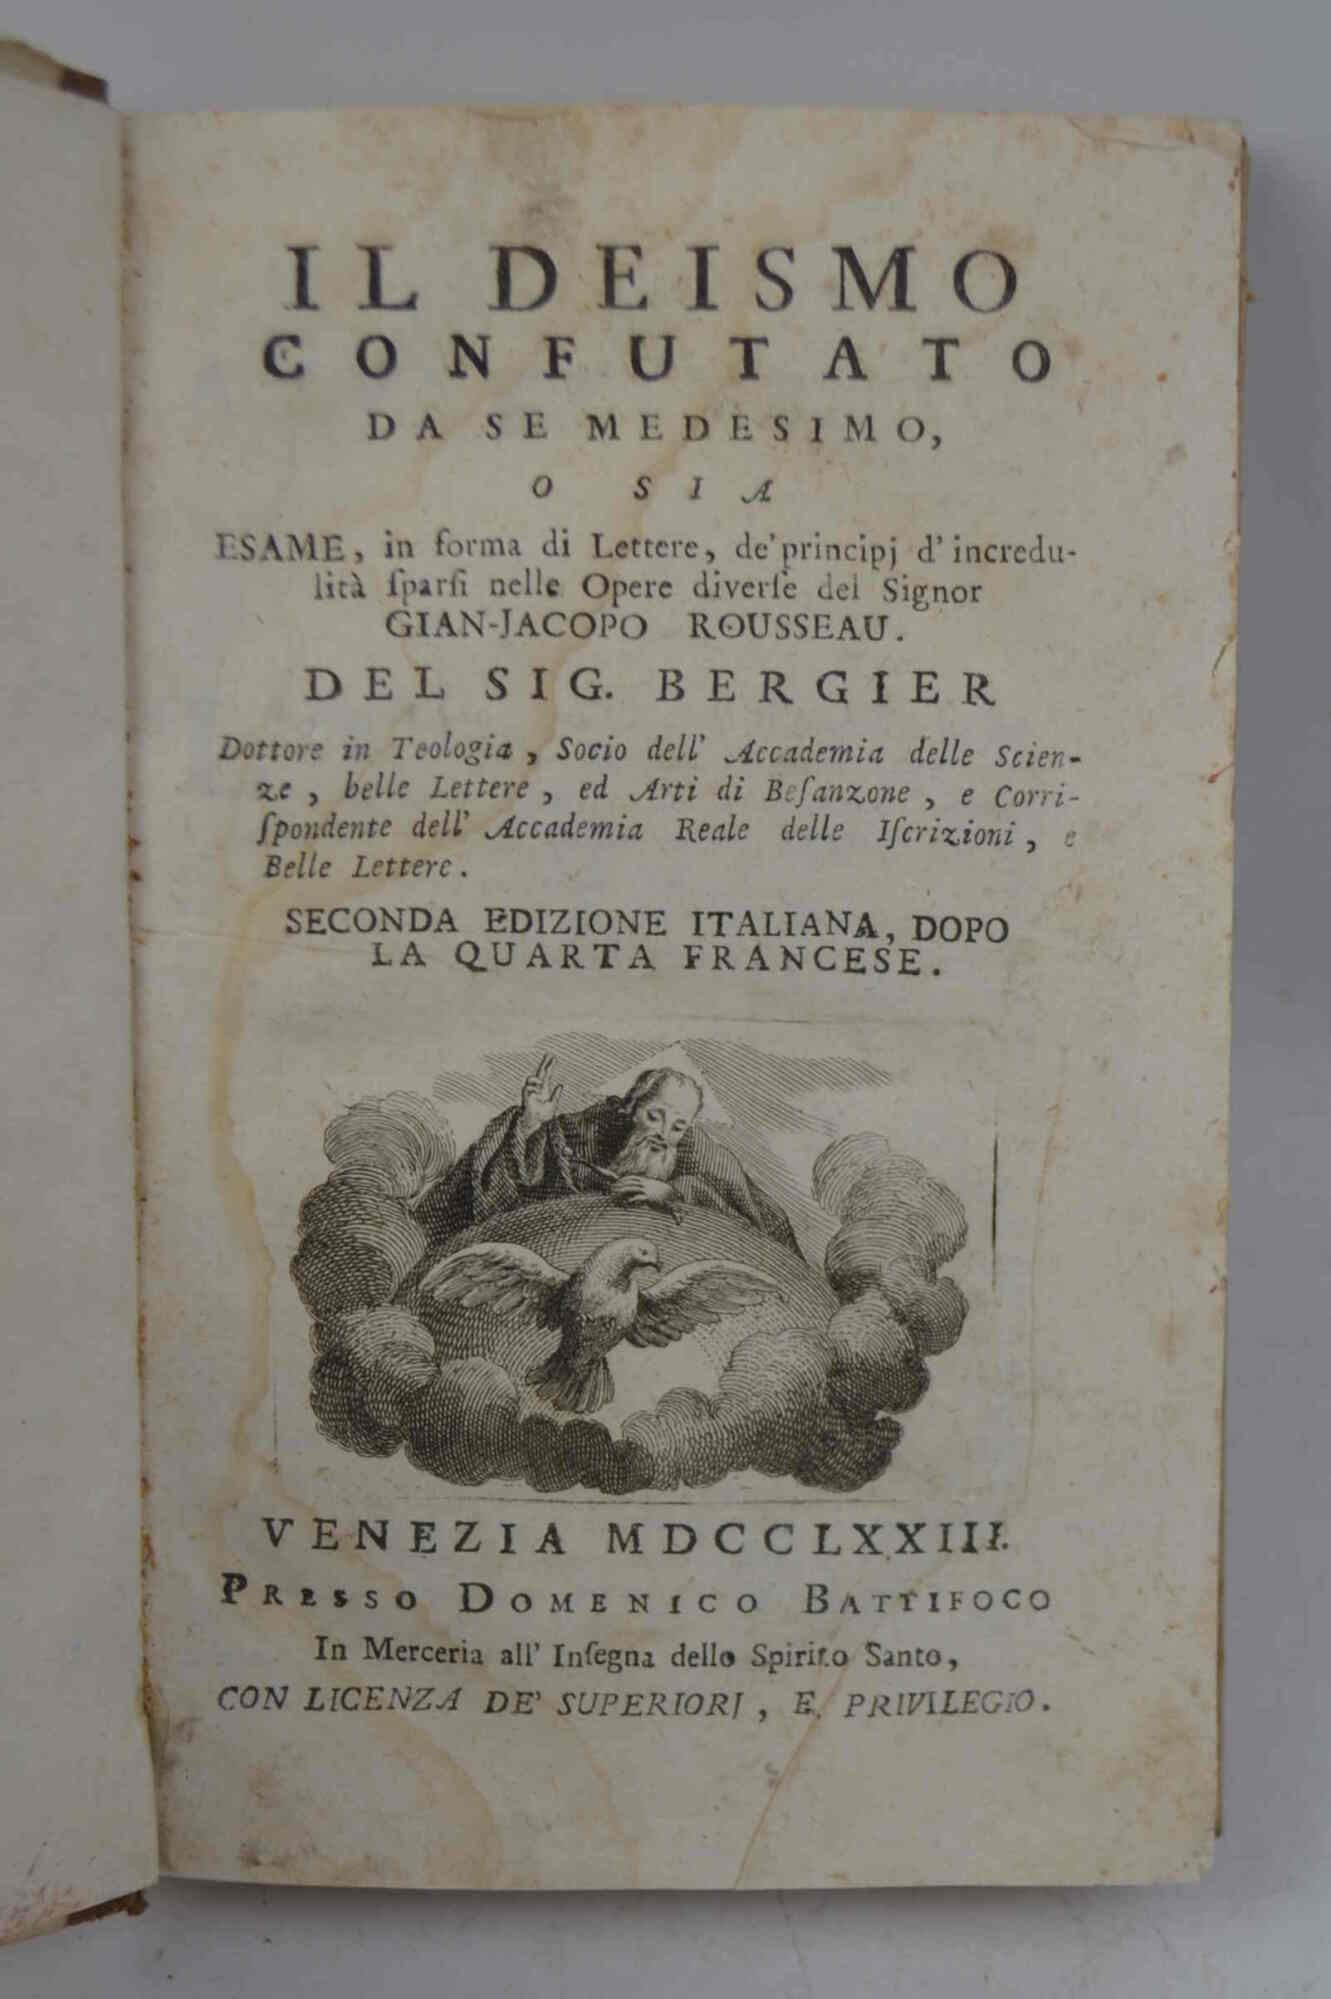 IL DEISMO
CONFUTATO
DA SE MEDESIMO,
O SIA
ESAME, in forma di Lettere, de' principj d' incredu-
lità ſparſi nelle Opere diverſe del Signor
GIAN-JACOPO ROUSSEAU.
DEL SIG. BERGIER
Dottore in Teologia, Socio dell' Accademia delle Scien-
ze, belle Lettere, ed Arti di Beſanzone, e Corri-
ſpondente dell' Accademia Reale delle Iſcrizioni, e
Belle Lettere.
SECONDA EDIZIONE ITALIANA, DOPO
LA QUARTA FRANCESE.
VENEZIA MDCCLXXIII.
PRESSO DOMENICO BATTIFOCO
In Merceria all' Inſegna dello Spirito Santo,
CON LICENZA DE' SUPERIORI, E PRIVILEGIO.